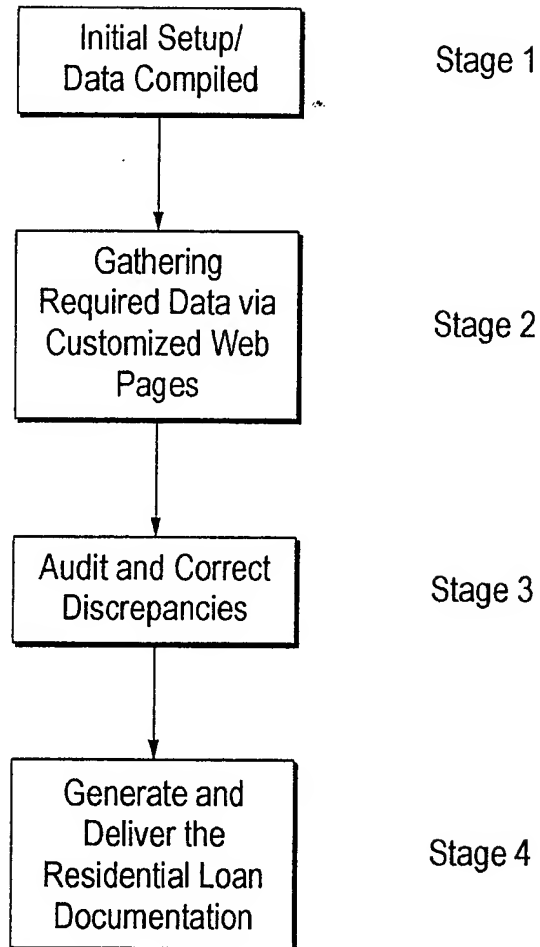 Initial Setup/
Data Compiled
Stage 1
Gathering
Required Data via
Customized Web
Pages
Stage 2
Audit and Correct
Discrepancies
Stage 3
Generate and
Deliver the
Residential Loan
Documentation
Stage 4